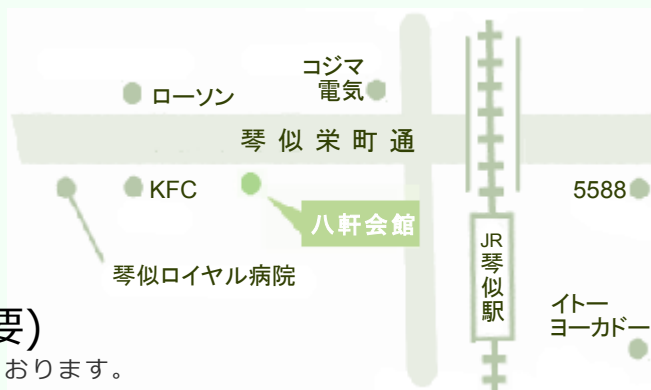 コジマ
電気
ローソン
琴似栄町通
KFC
5588
八軒会館
JR
琴似駅
琴似ロイヤル病院
イトー
ヨーカドー
要)
おります。